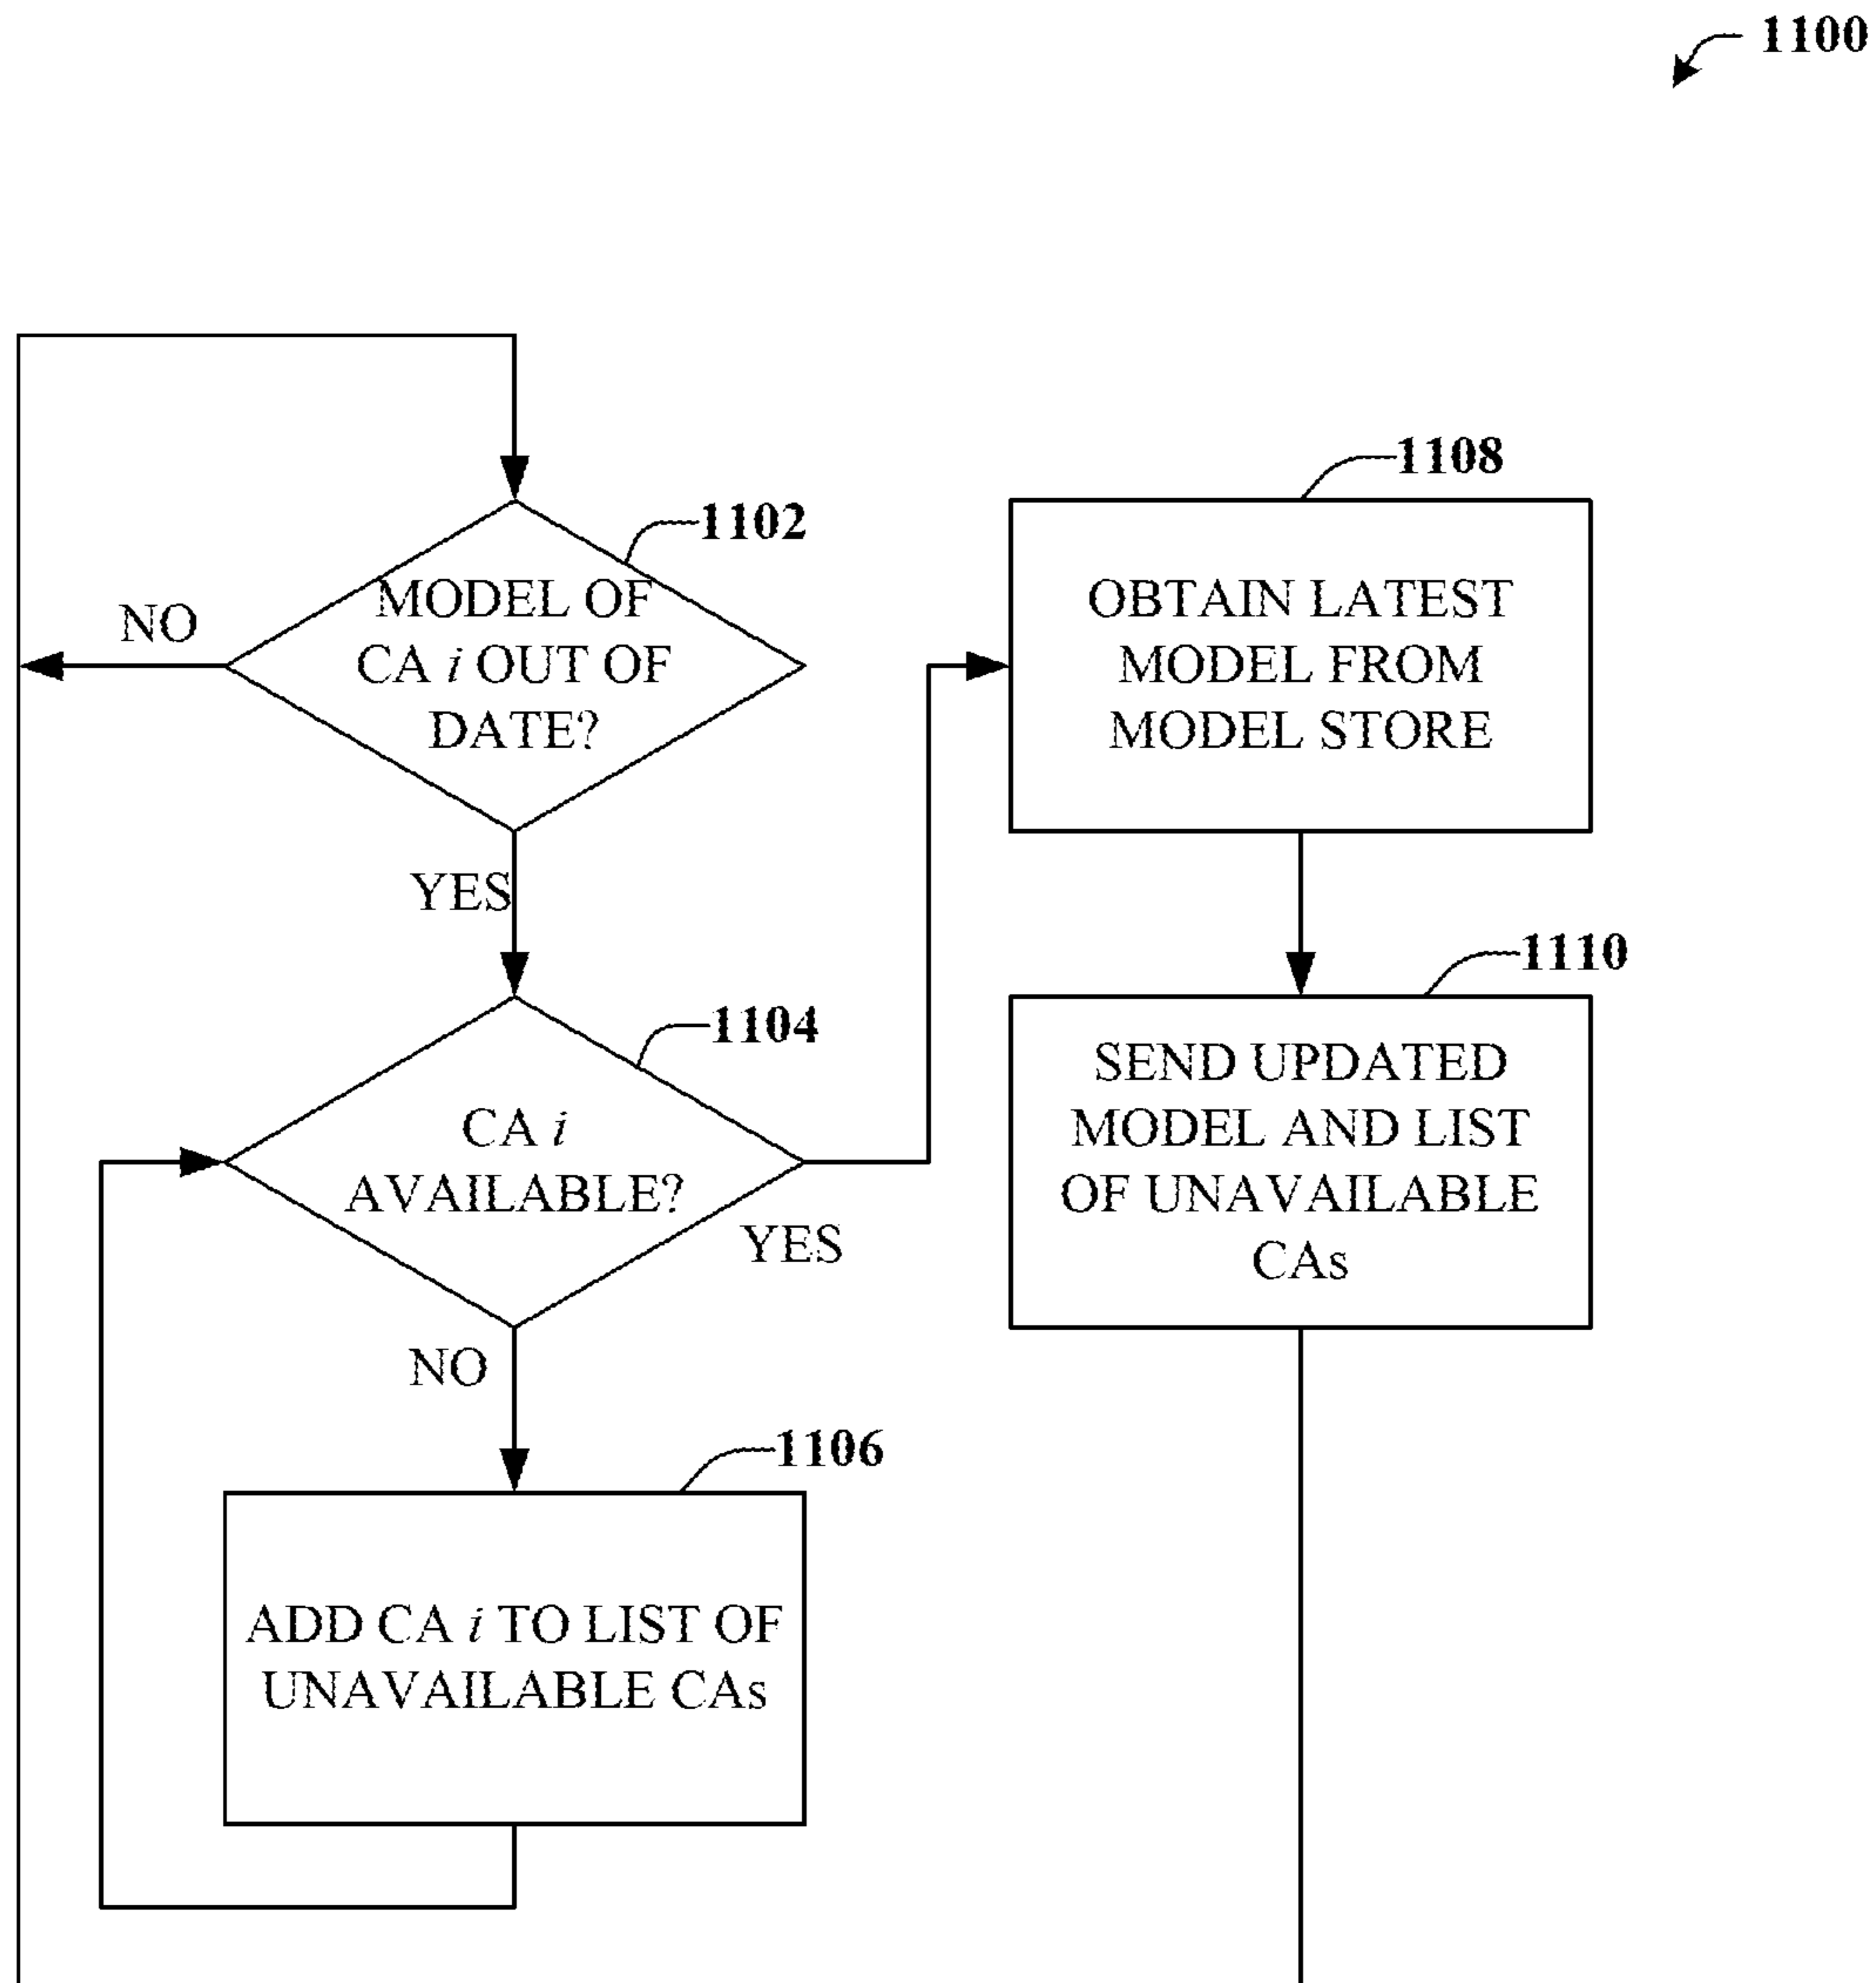 1100
1102
MODEL OF
CA i OUT OF
DATE?
NO
YES
1104
CA i
AVAILABLE?
YES
NO
1106
ADD CA i TO LIST OF
UNAVAILABLE CAs
1108
OBTAIN LATEST
MODEL FROM
MODEL STORE
1110
SEND UPDATED
MODEL AND LIST
OF UNAVAILABLE
CAs